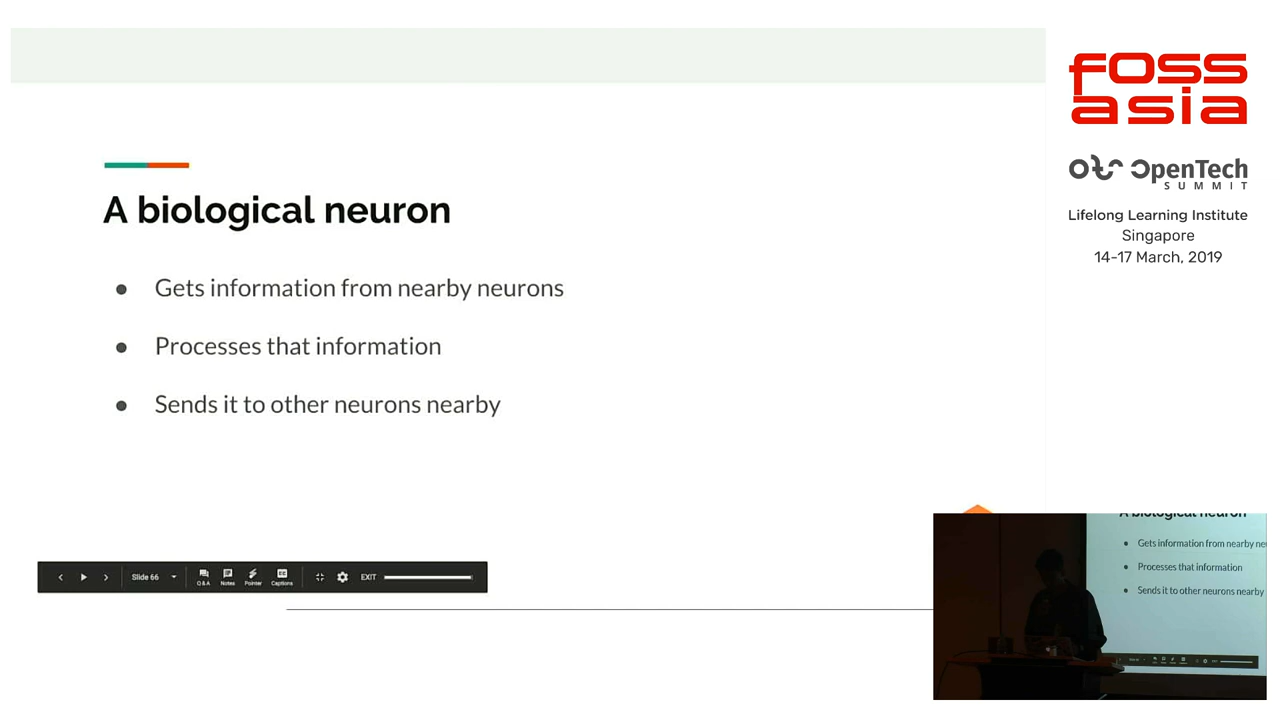 A biological neuron
● Gets information from nearby neurons
● Processes that information
● Sends it to other neurons nearby
Slide 66
Q&A
Notes
Pointer
Captions
EXIT
foss
asia
OpenTech
SUMMIT
Lifelong Learning Institute
Singapore
14-17 March, 2019
A biological neuron
● Gets information from nearby ne
● Processes that information
● Sends it to other neurons nearby